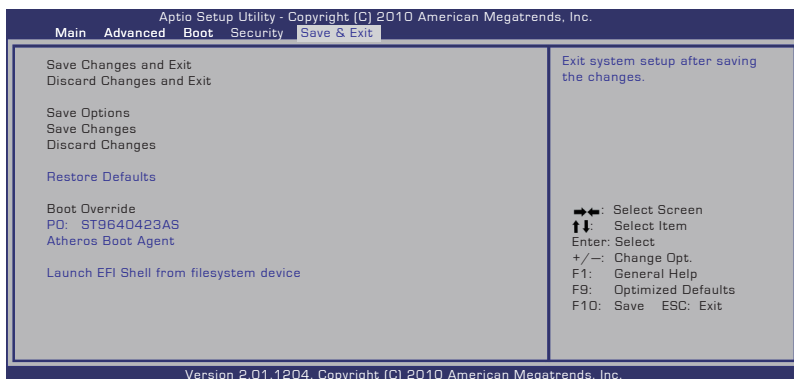 Aptio Setup Utility - Copyright (C) 2010 American Megatrends, Inc.
Main Advanced Boot Security Save & Exit
Save Changes and Exit
Discard Changes and Exit
Save Options
Save Changes
Discard Changes
Restore Defaults
Boot Override
P0: ST9640423AS
Atheros Boot Agent
Launch EFI Shell from filesystem device
Exit system setup after saving
the changes.
→←: Select Screen
↑↓: Select Item
Enter: Select
+/—: Change Opt.
F1: General Help
F9: Optimized Defaults
F10: Save ESC: Exit
Version 2.01.1204. Copyright (C) 2010 American Megatrends, Inc.